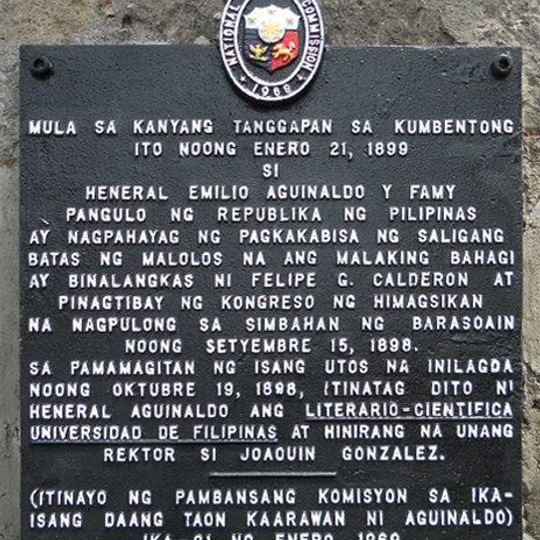 NATIONAL
COMMISSION
1969
MULA SA KANYANG TANGGAPAN SA KUMBENTONG
ITO NOONG ENERO 21, 1899
SI
HENERAL EMILIO AGUINALDO Y FAMY
PANGULO NG REPUBLIKA NG PILIPINAS
AY NAGPAHAYAG NG PAGKAKABISA NG SALIGANG
BATAS NG MALOLOS NA ANG MALAKING BAHAGI
AY BINALANGKAS NI FELIPE G. CALDERON AT
PINAGTIBAY NG KONGRESO NG HIMAGSIKAN
NA NAGPULONG SA SIMBAHAN NG BARASOAIN
NOONG SETYEMBRE 15, 1898.
SA PAMAMAGITAN NG ISANG UTOS NA INILAGDA
NOONG OKTUBRE 19, 1898, ITINATAG DITO NI
HENERAL AGUINALDO ANG LITERARIO-CIENTIFICA
UNIVERSIDAD DE FILIPINAS AT HINIRANG NA UNANG
REKTOR SI JOAQUIN GONZALEZ.
(ITINAYO NG PAMBANSANG KOMISYON SA IKA-
ISANG DAANG TAON KAARAWAN NI AGUINALDO)
IKA-21 NG ENERO 1969